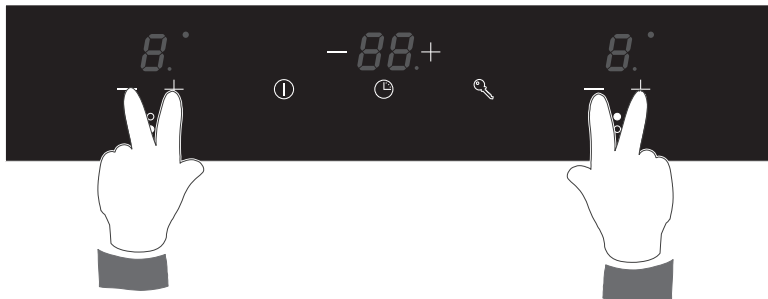 8. − 88. + 8.
− + − +